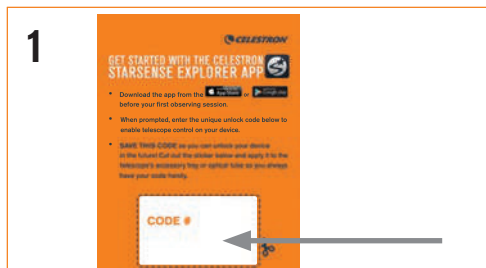 1
CELESTRON
GET STARTED WITH THE CELESTRON
STARSENSE EXPLORER APP
• Download the app from the App Store or Google play
before your first observing session.
• When prompted, enter the unique unlock code below to
enable telescope control on your device.
• SAVE THIS CODE so you can unlock your device
in the future! Cut out the sticker below and apply it to the
telescope's accessory tray or optical tube so you always
have your code handy.
CODE #